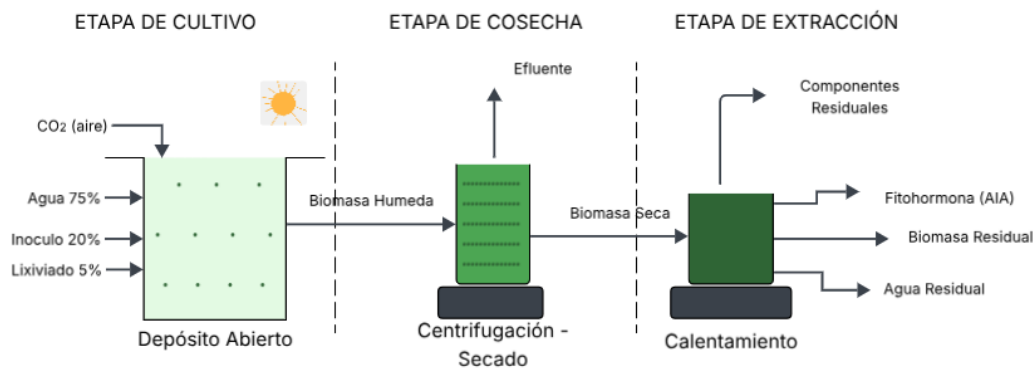 ETAPA DE CULTIVO
ETAPA DE COSECHA
ETAPA DE EXTRACCIÓN
Efluente
Componentes
Residuales
CO₂ (aire)
Agua 75%
Biomasa Humeda
Biomasa Seca
Fitohormona (AIA)
Inoculo 20%
Biomasa Residual
Lixiviado 5%
Agua Residual
Depósito Abierto
Centrifugación -
Secado
Calentamiento